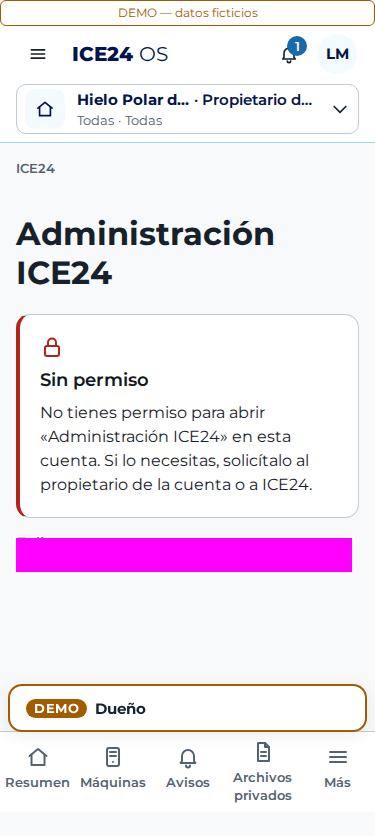 DEMO — datos ficticios
ICE24 OS
1
LM
Hielo Polar d... · Propietario d...
Todas · Todas
ICE24
Administración
ICE24
Sin permiso
No tienes permiso para abrir
«Administración ICE24» en esta
cuenta. Si lo necesitas, solicítalo al
propietario de la cuenta o a ICE24.
DEMO Dueño
Resumen
Máquinas
Avisos
Archivos
privados
Más